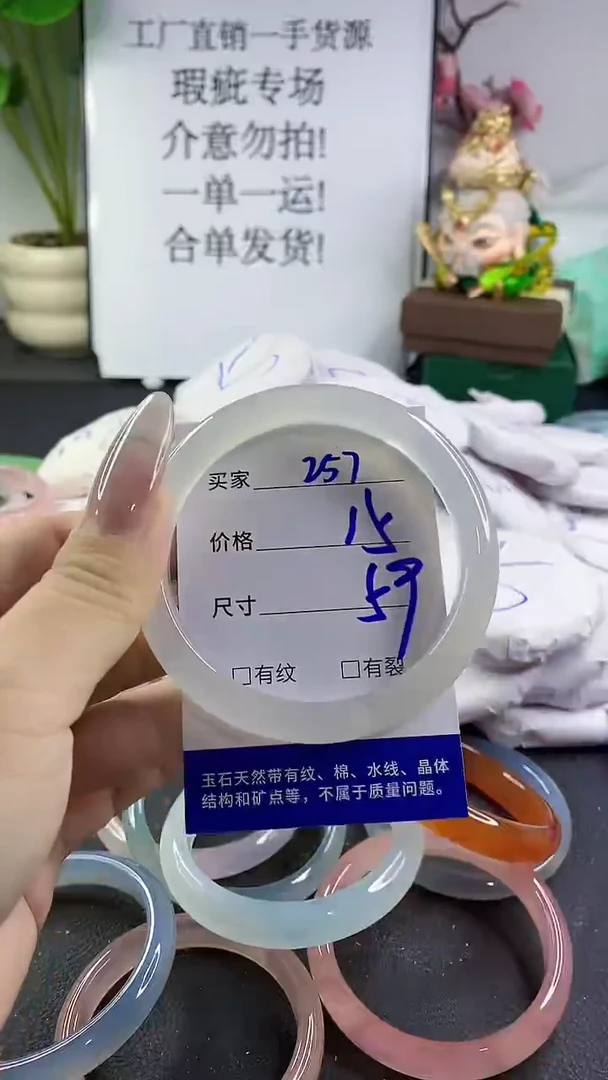 工厂直销一手货源
瑕疵专场
介意勿拍!
一单一运!
合单发货!
买家 257
价格 15
尺寸 59
□有纹 □有裂
玉石天然带有纹、棉、水线、晶体
结构和矿点等，不属于质量问题。